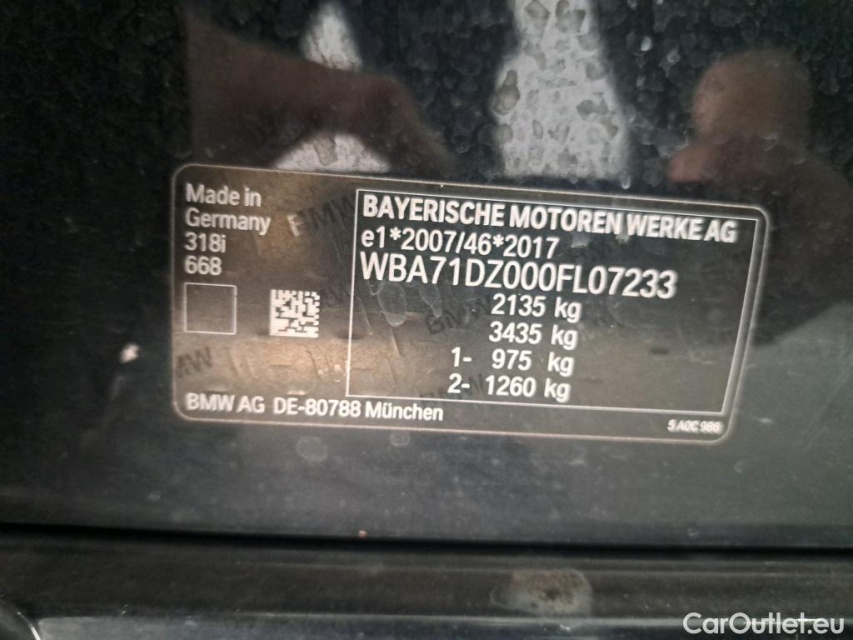 Made in
Germany
318i
668
BMW AG DE-80788 München
BAYERISCHE MOTOREN WERKE AG
e1*2007/46*2017
WBA71DZ000FL07233
2135 kg
3435 kg
1- 975 kg
2- 1260 kg
5 A0C 986
CarOutlet.eu